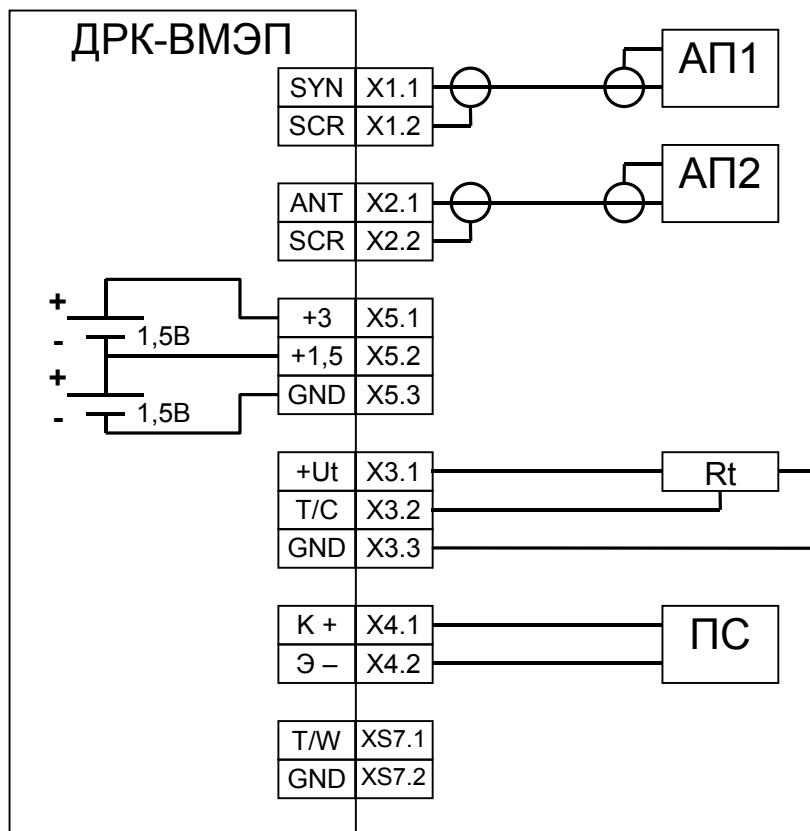 ДРК-ВМЭП
SYN X1.1
SCR X1.2
АП1
ANT X2.1
SCR X2.2
АП2
+
-
1,5В
+
-
1,5В
+3 X5.1
+1,5 X5.2
GND X5.3
+Ut X3.1
T/C X3.2
GND X3.3
Rt
К + X4.1
Э – X4.2
ПС
T/W XS7.1
GND XS7.2